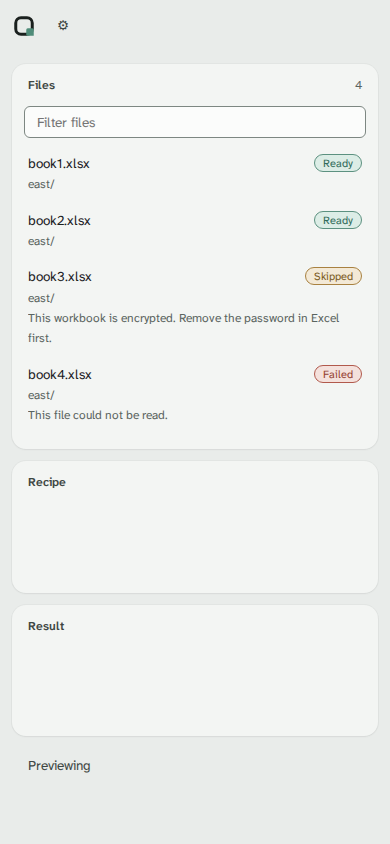 Files 4
Filter files
book1.xlsx Ready
east/
book2.xlsx Ready
east/
book3.xlsx Skipped
east/
This workbook is encrypted. Remove the password in Excel
first.
book4.xlsx Failed
east/
This file could not be read.
Recipe
Result
Previewing